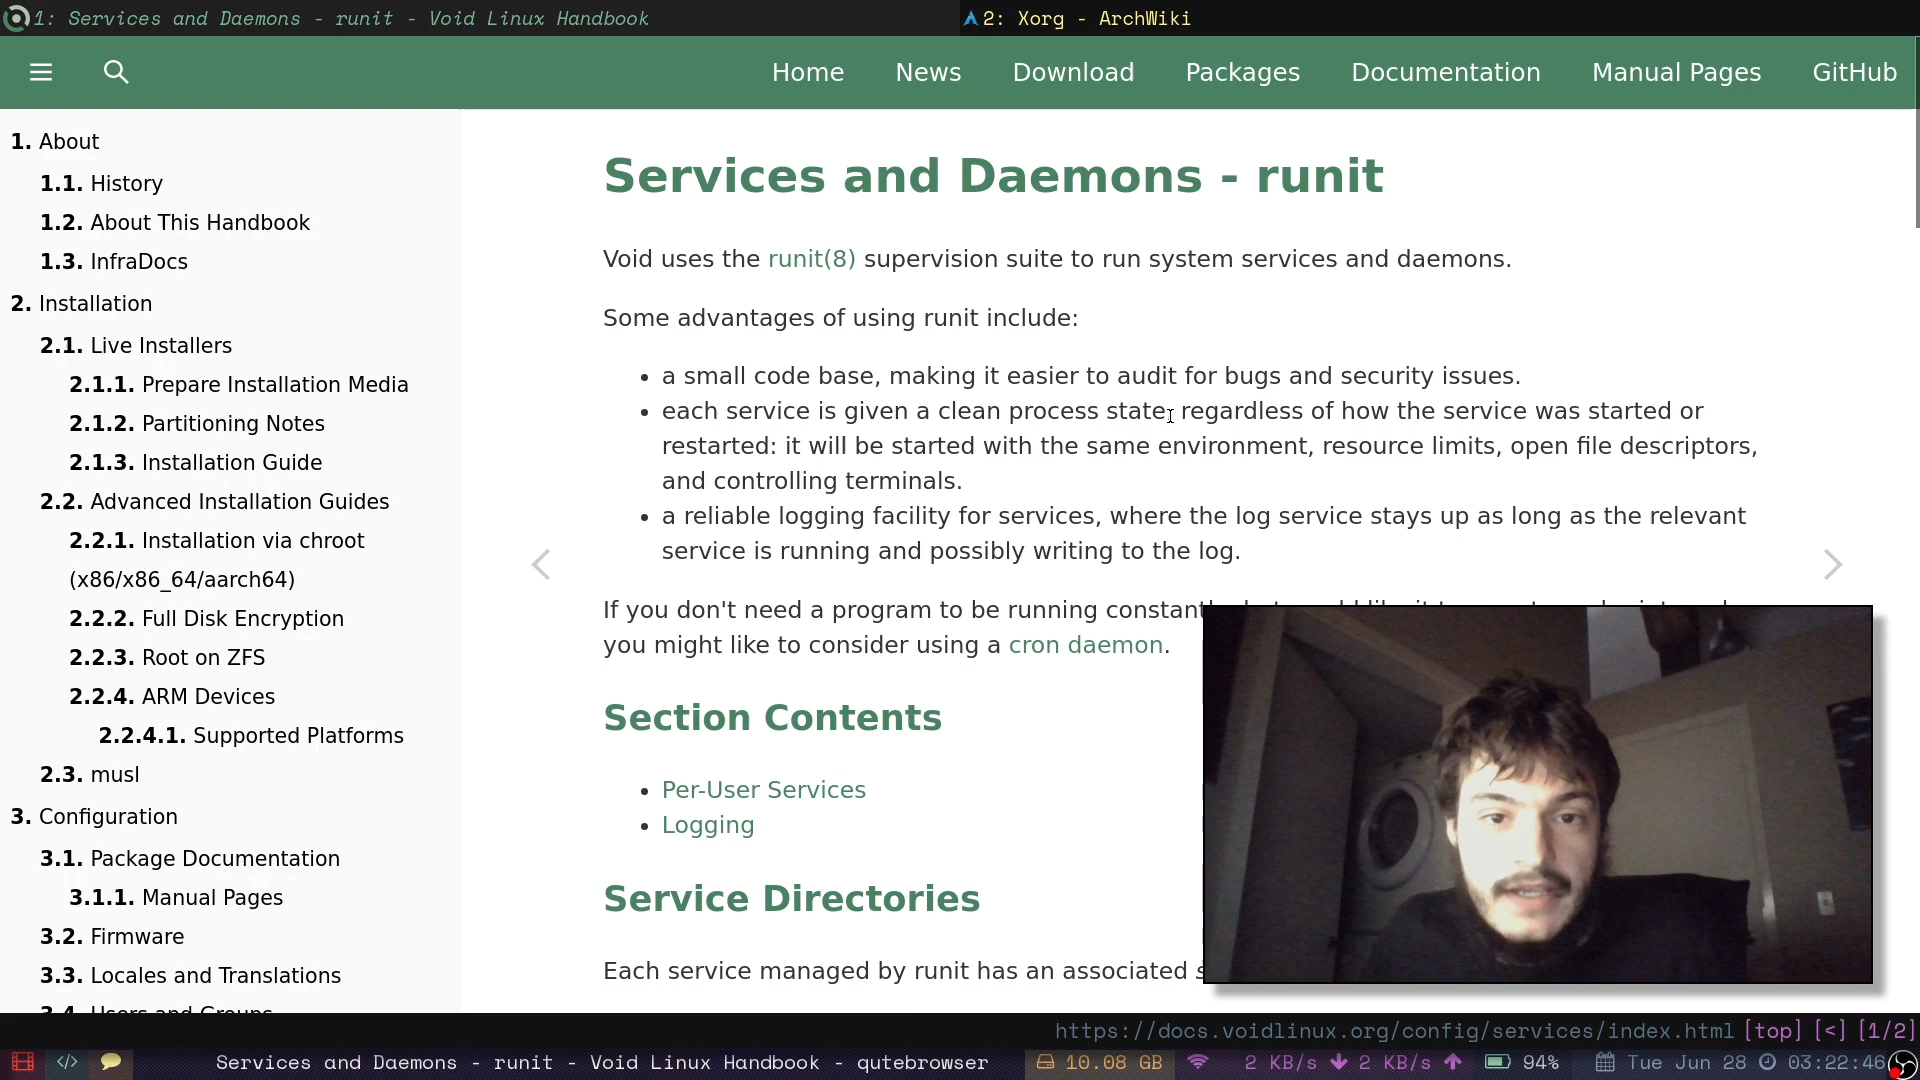 1: Services and Daemons - runit - Void Linux Handbook
2: Xorg - ArchWiki
Home News Download Packages Documentation Manual Pages GitHub
1. About
1.1. History
1.2. About This Handbook
1.3. InfraDocs
2. Installation
2.1. Live Installers
2.1.1. Prepare Installation Media
2.1.2. Partitioning Notes
2.1.3. Installation Guide
2.2. Advanced Installation Guides
2.2.1. Installation via chroot
(x86/x86_64/aarch64)
2.2.2. Full Disk Encryption
2.2.3. Root on ZFS
2.2.4. ARM Devices
2.2.4.1. Supported Platforms
2.3. musl
3. Configuration
3.1. Package Documentation
3.1.1. Manual Pages
3.2. Firmware
3.3. Locales and Translations
3.4. Users and Groups
Services and Daemons - runit
Void uses the runit(8) supervision suite to run system services and daemons.
Some advantages of using runit include:
• a small code base, making it easier to audit for bugs and security issues.
• each service is given a clean process state, regardless of how the service was started or
restarted: it will be started with the same environment, resource limits, open file descriptors,
and controlling terminals.
• a reliable logging facility for services, where the log service stays up as long as the relevant
service is running and possibly writing to the log.
If you don't need a program to be running
you might like to consider using a cron daemon.
Section Contents
• Per-User Services
• Logging
Service Directories
Each service managed by runit has an associated
https://docs.voidlinux.org/config/services/index.html [top] [<] [1/2]
</> Services and Daemons - runit - Void Linux Handbook - qutebrowser 10.08 GB 2 KB/s 2 KB/s 94% Tue Jun 28 03:22:46